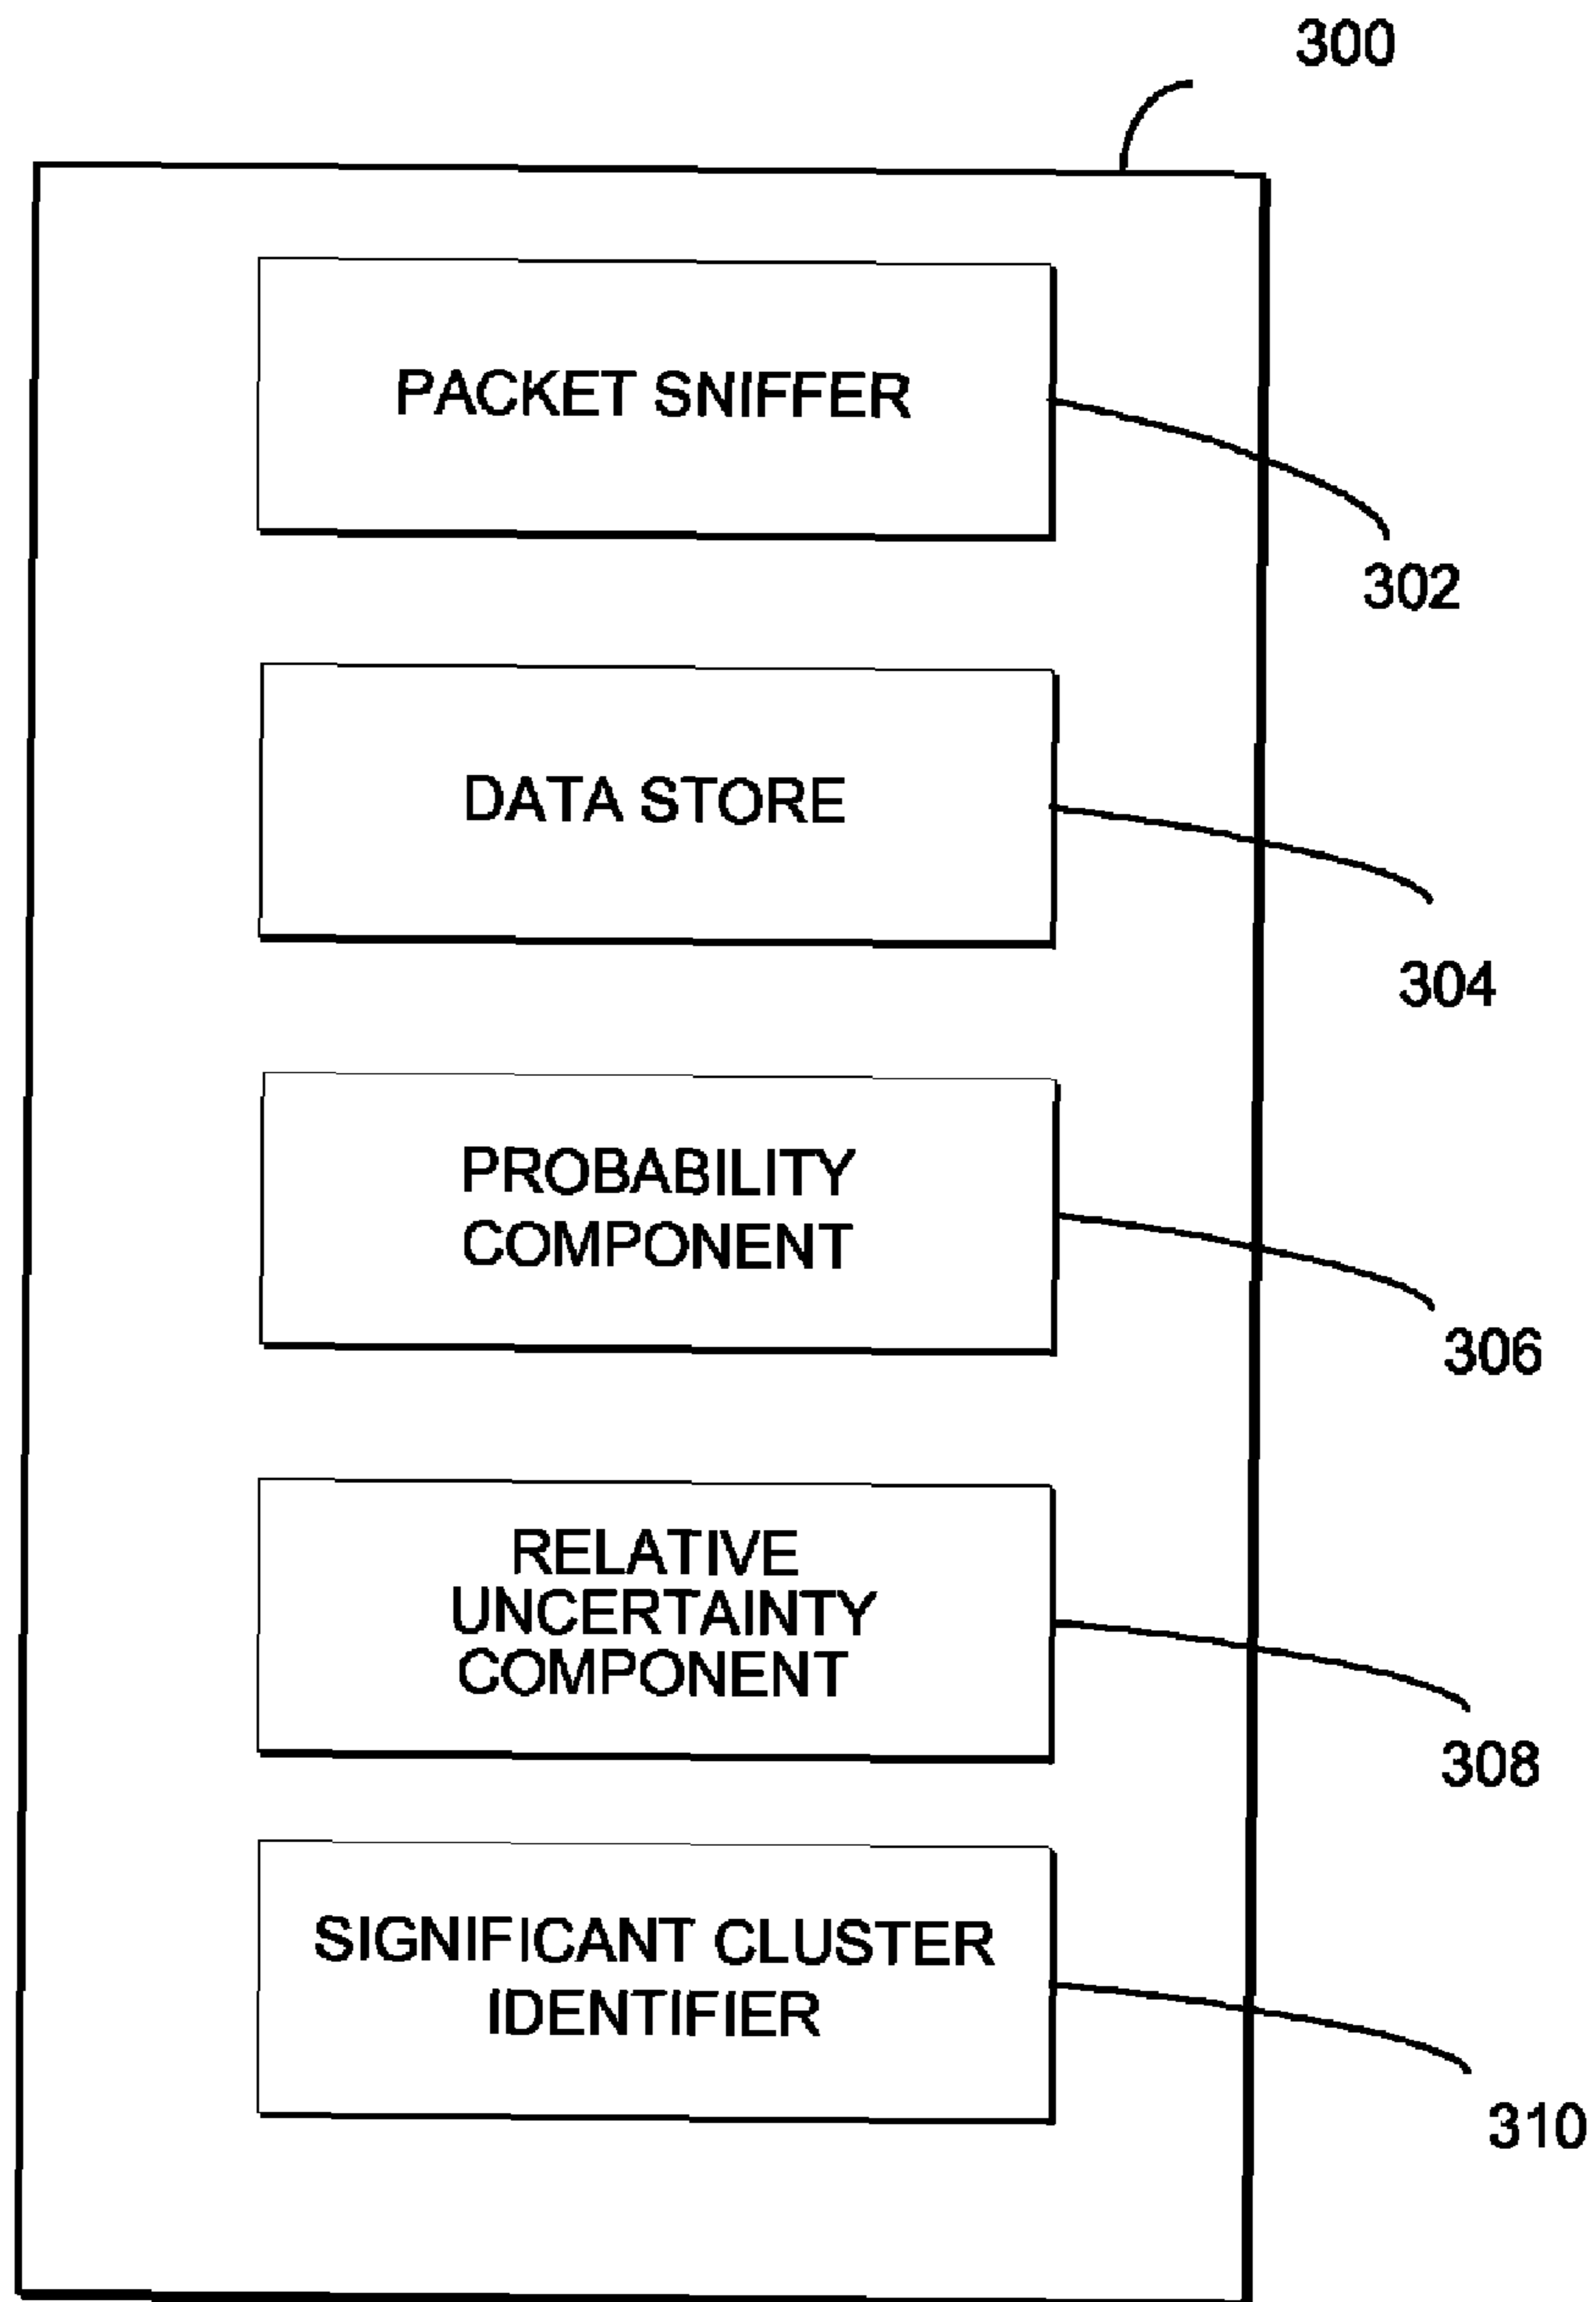 300
PACKET SNIFFER
302
DATA STORE
304
PROBABILITY
COMPONENT
306
RELATIVE
UNCERTAINTY
COMPONENT
308
SIGNIFICANT CLUSTER
IDENTIFIER
310